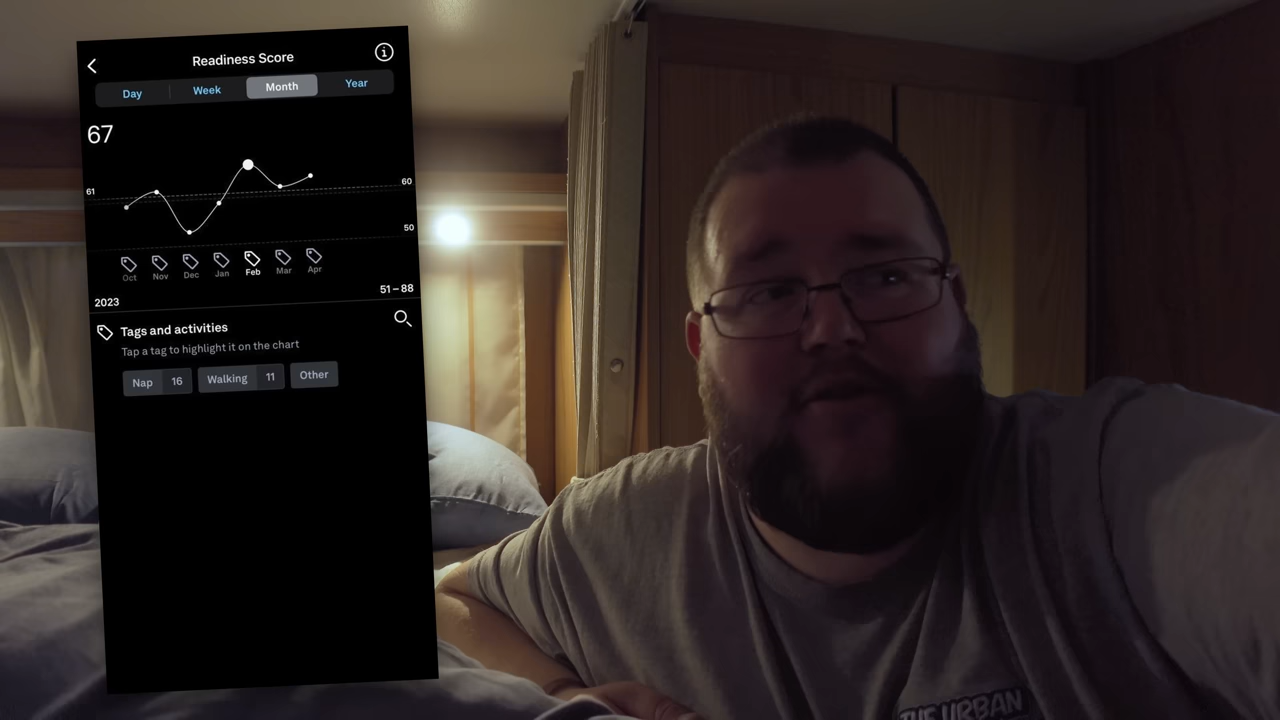 Readiness Score
Day Week Month Year
67
61
60
50
Oct Nov Dec Jan Feb Mar Apr
2023
51–88
Tags and activities
Tap a tag to highlight it on the chart
Nap 16 Walking 11 Other
THE URBAN